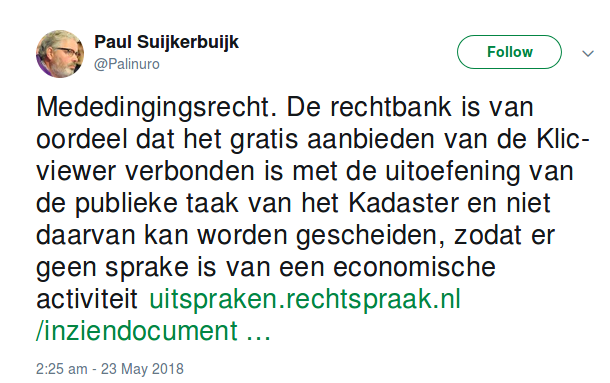 Paul Suijkerbuijk
@Palinuro
Follow
Mededingingsrecht. De rechtbank is van
oordeel dat het gratis aanbieden van de Klic-
viewer verbonden is met de uitoefening van
de publieke taak van het Kadaster en niet
daarvan kan worden gescheiden, zodat er
geen sprake is van een economische
activiteit uitspraken.rechtspraak.nl
/inziendocument …
2:25 am - 23 May 2018